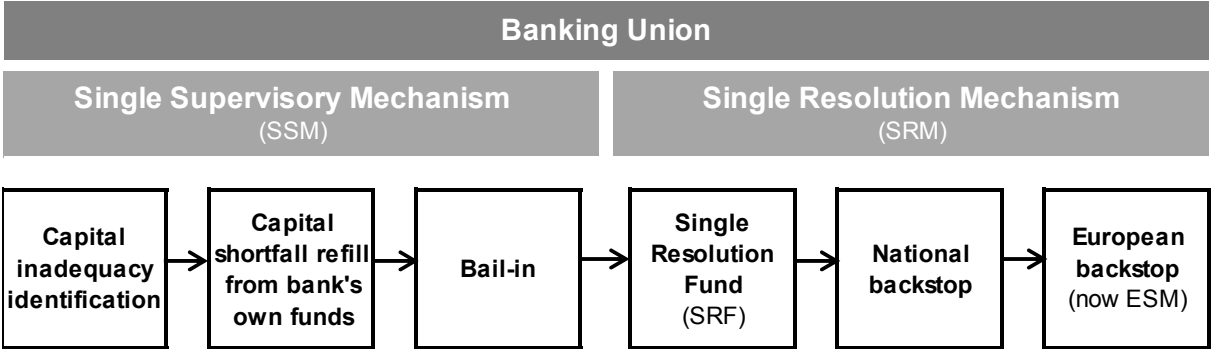 Banking Union
Single Supervisory Mechanism
(SSM)
Single Resolution Mechanism
(SRM)
Capital
inadequacy
identification
Capital
shortfall refill
from bank's
own funds
Bail-in
Single
Resolution
Fund
(SRF)
National
backstop
European
backstop
(now ESM)